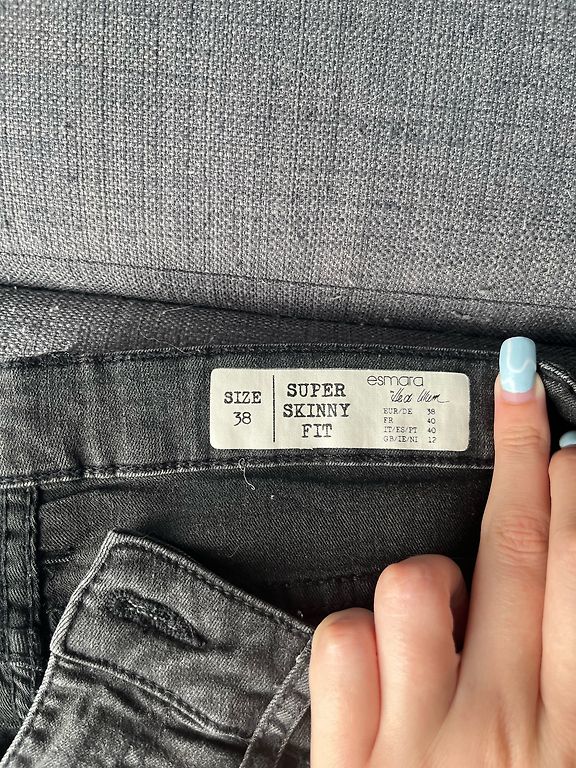 SIZE
38
SUPER
SKINNY
FIT
esmara
EUR/DE 38
FR 40
IT/ES/PT 40
GB/IE/NI 12